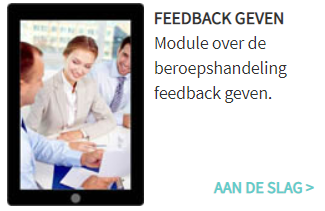 FEEDBACK GEVEN
Module over de
beroepshandeling
feedback geven.
AAN DE SLAG >